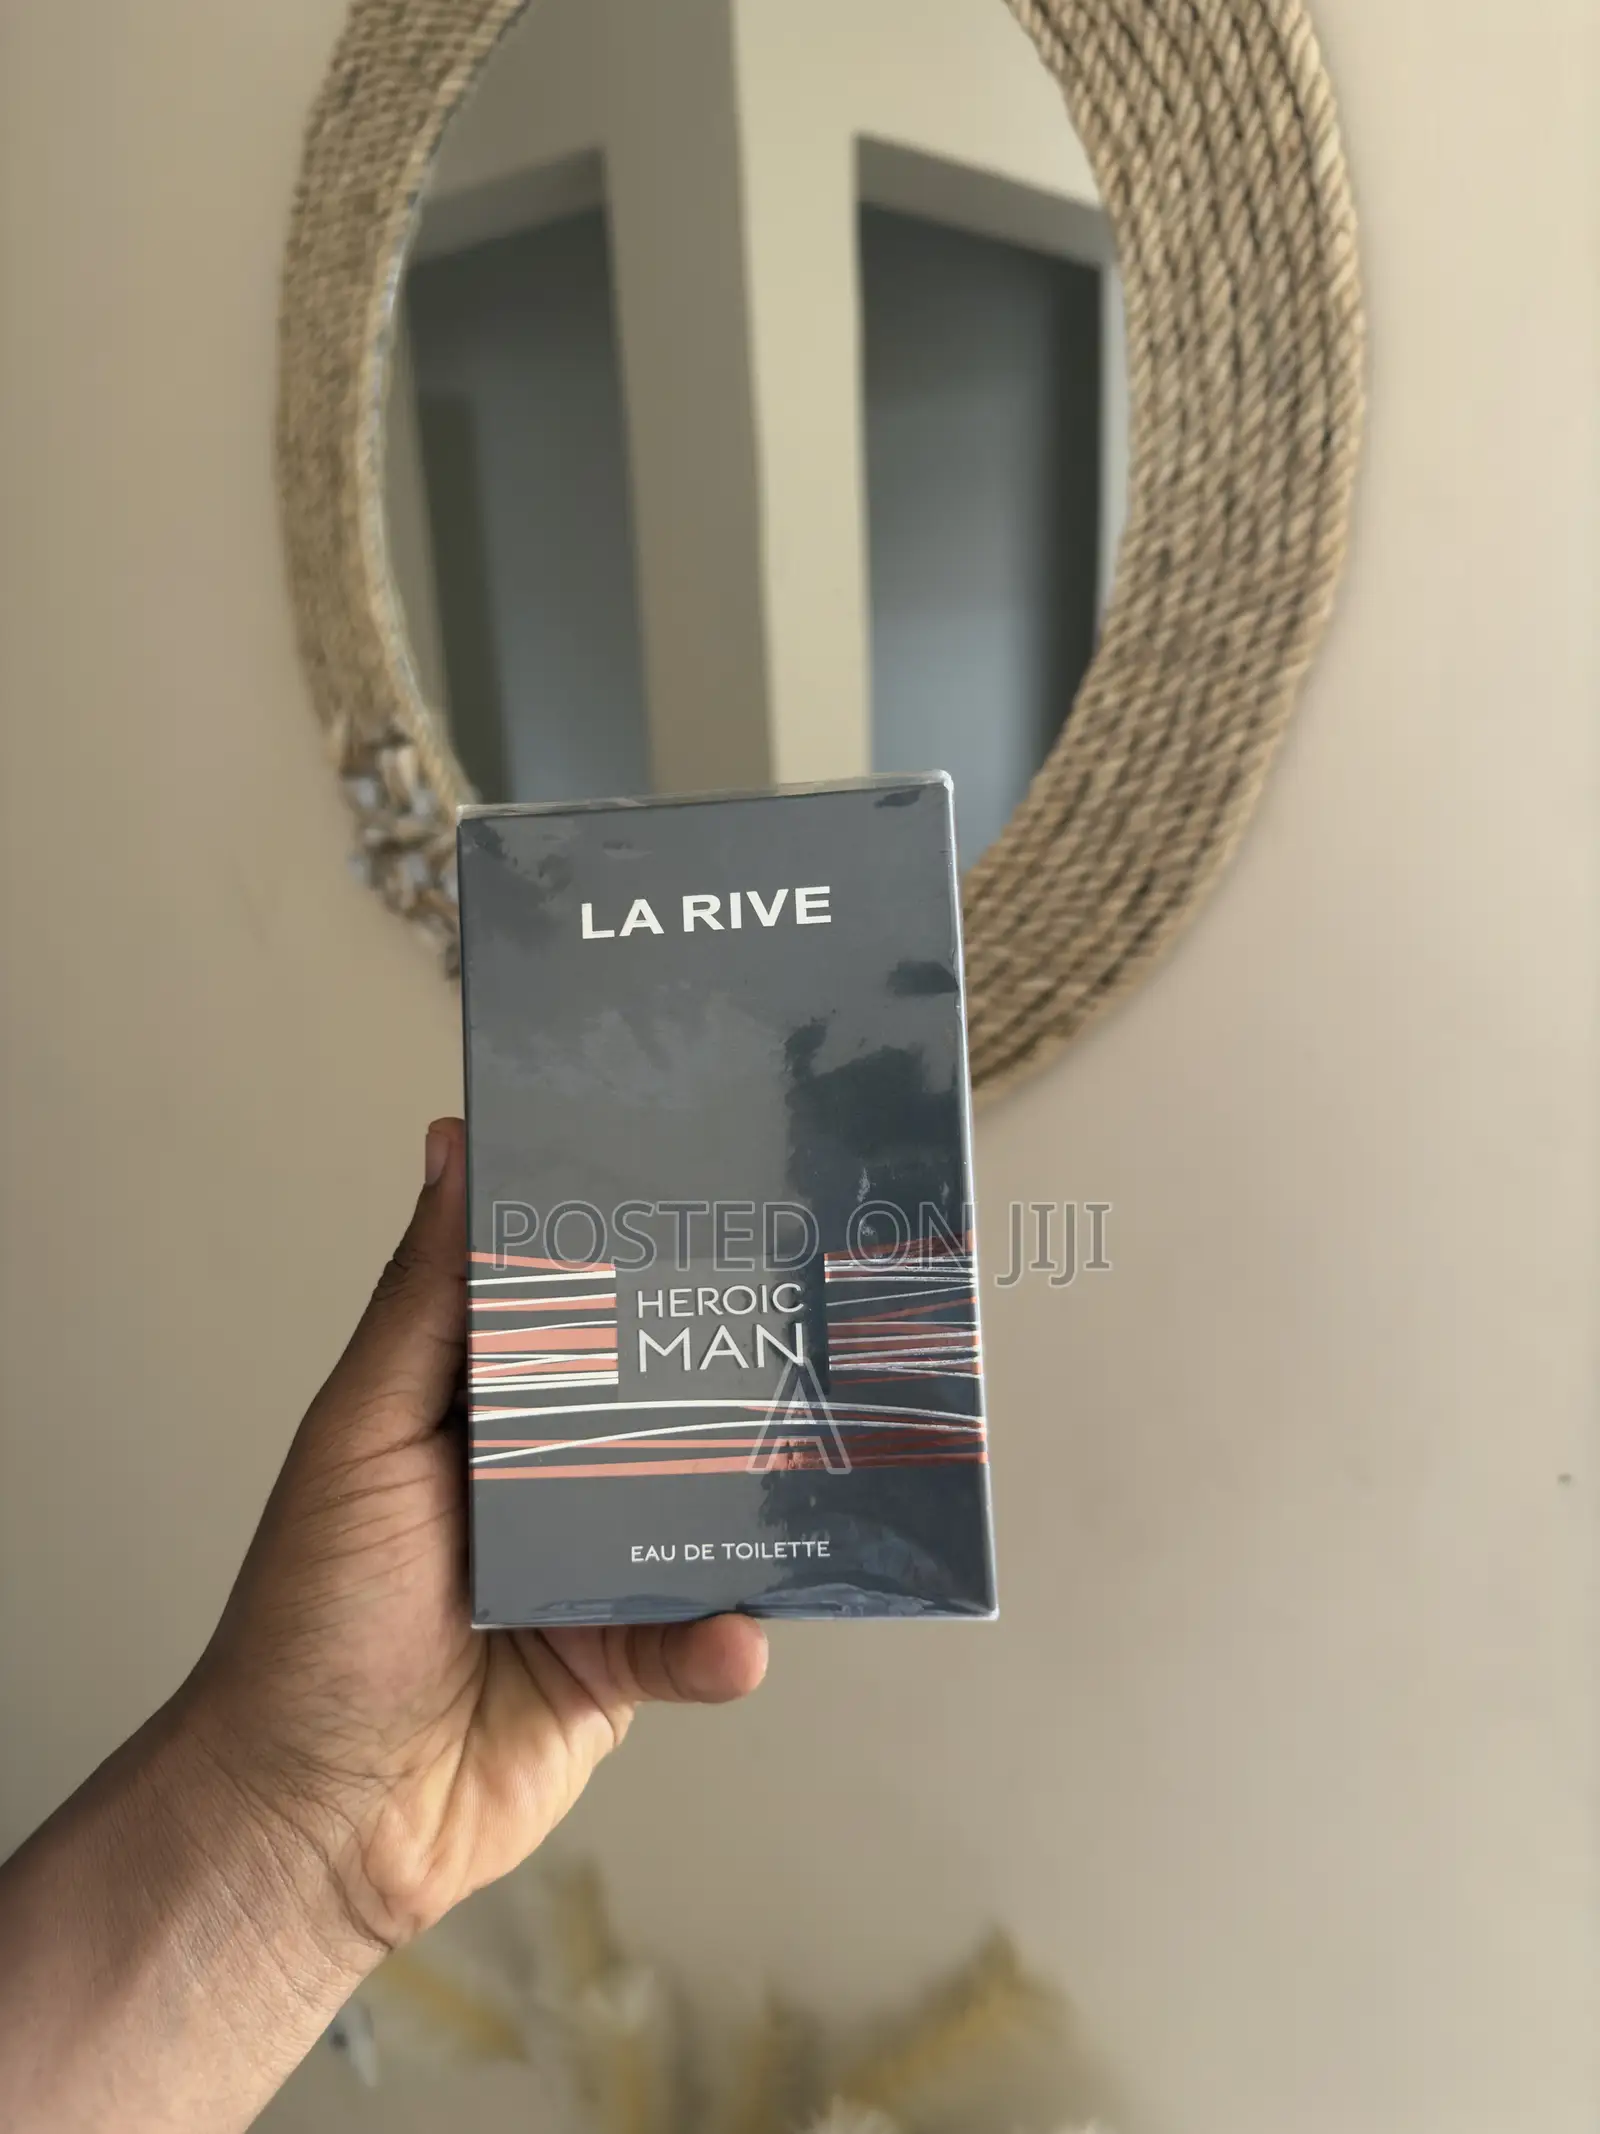 LA RIVE
POSTED ON JIJI
HEROIC
MAN
A
EAU DE TOILETTE